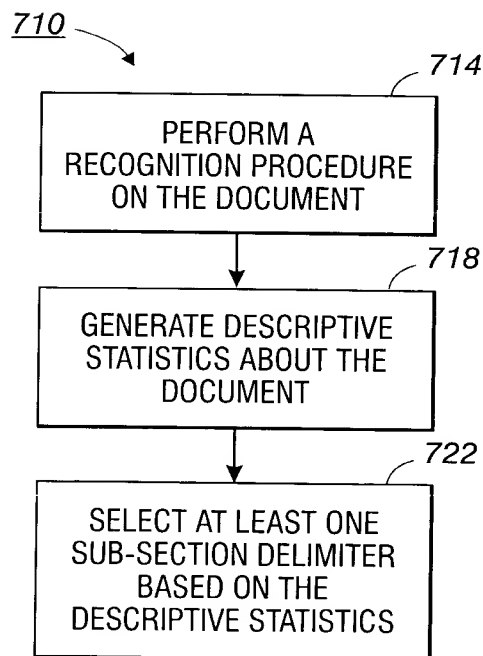 710
714
PERFORM A
RECOGNITION PROCEDURE
ON THE DOCUMENT
718
GENERATE DESCRIPTIVE
STATISTICS ABOUT THE
DOCUMENT
722
SELECT AT LEAST ONE
SUB-SECTION DELIMITER
BASED ON THE
DESCRIPTIVE STATISTICS